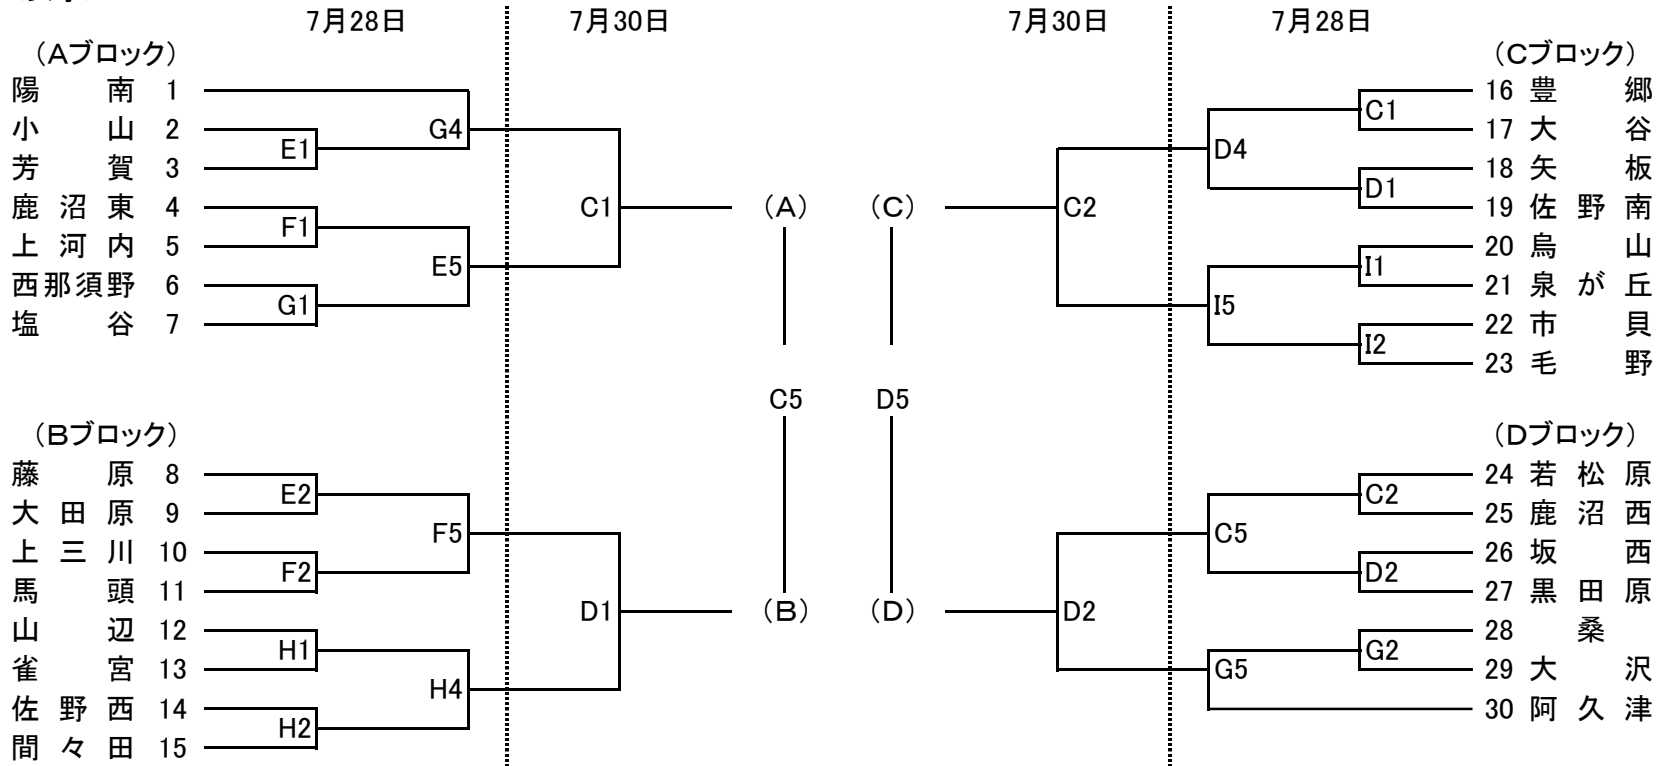 7月28日 7月30日 7月30日 7月28日
（Aブロック）
陽南 1
小山 2
芳賀 3
鹿沼東 4
上河内 5
西那須野 6
塩谷 7
G4
E1
F1
E5
G1
C1
（Bブロック）
藤原 8
大田原 9
上三川 10
馬頭 11
山辺 12
雀宮 13
佐野西 14
間々田 15
E2
F5
F2
H1
H4
H2
D1
（A） （C）
C5 D5
（B） （D）
（Cブロック）
16 豊郷
17 大谷
18 矢板
19 佐野南
20 烏山
21 泉が丘
22 市貝
23 毛野
C1
D4
D1
C2
I1
I5
I2
（Dブロック）
24 若松原
25 鹿沼西
26 坂西
27 黒田原
28 桑
29 大沢
30 阿久津
C2
C5
D2
D2
G2
G5